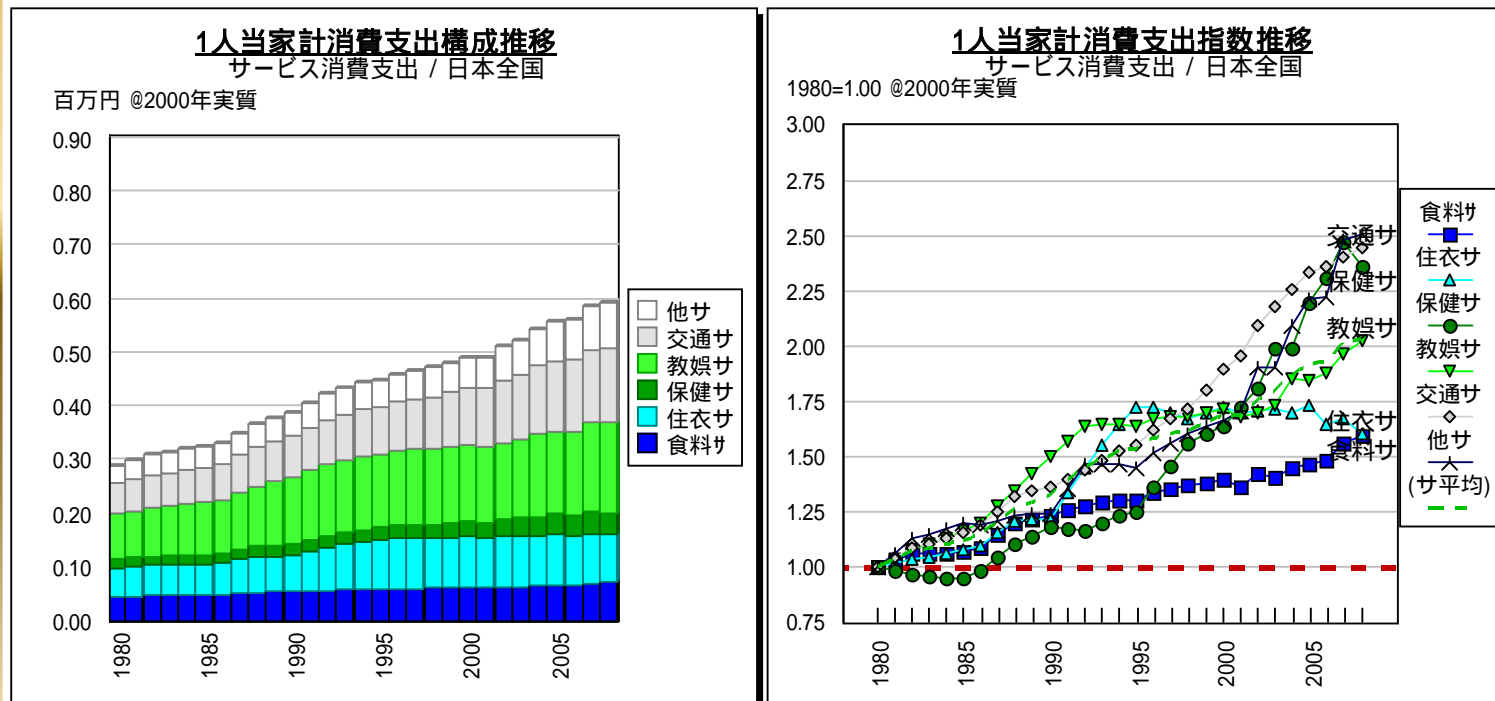 1人当家計消費支出構成推移
サービス消費支出 / 日本全国
百万円 @2000年実質
0.90
0.80
0.70
0.60
0.50
0.40
0.30
0.20
0.10
0.00
1980
1985
1990
1995
2000
2005
他サ
交通サ
教娯サ
保健サ
住衣サ
食料サ
1人当家計消費支出指数推移
サービス消費支出 / 日本全国
1980=1.00 @2000年実質
3.00
2.75
2.50
2.25
2.00
1.75
1.50
1.25
1.00
0.75
1980
1985
1990
1995
2000
2005
交通サ
保健サ
教娯サ
住衣サ
食料サ
食料サ
住衣サ
保健サ
教娯サ
交通サ
他サ
(サ平均)